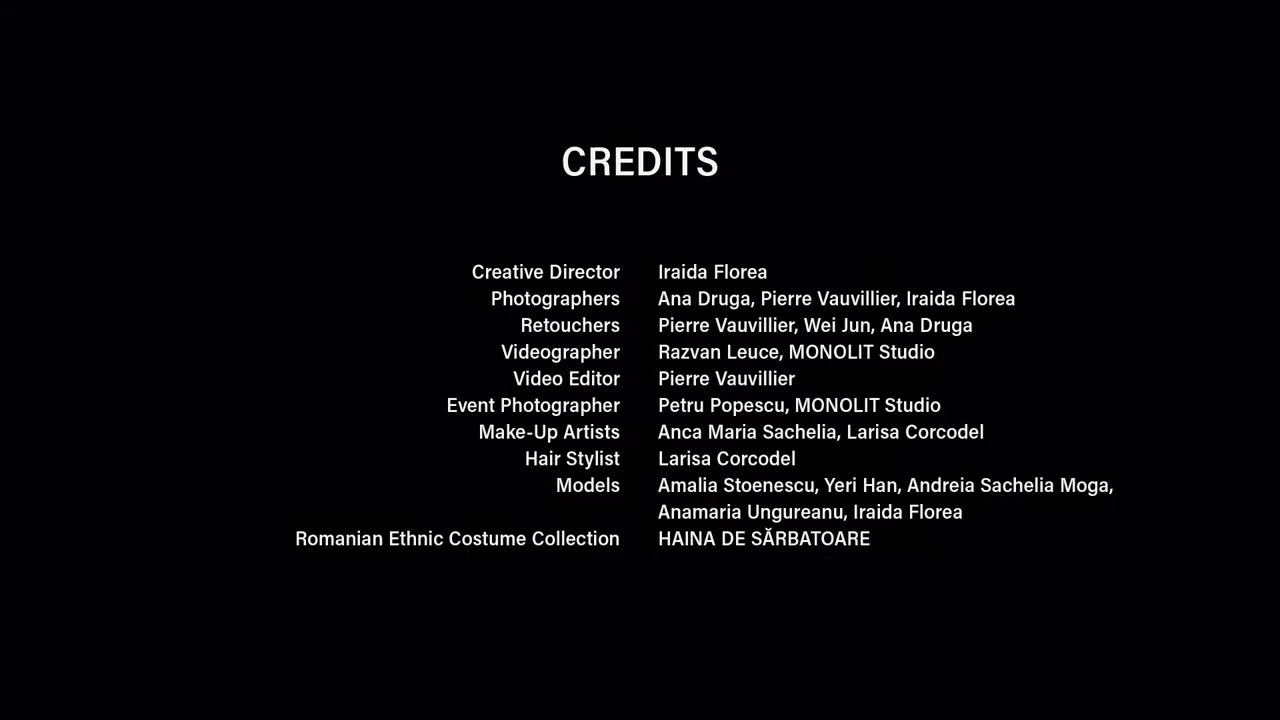 CREDITS
Creative Director Iraida Florea
Photographers Ana Druga, Pierre Vauvillier, Iraida Florea
Retouchers Pierre Vauvillier, Wei Jun, Ana Druga
Videographer Razvan Leuce, MONOLIT Studio
Video Editor Pierre Vauvillier
Event Photographer Petru Popescu, MONOLIT Studio
Make-Up Artists Anca Maria Sachelia, Larisa Corcodel
Hair Stylist Larisa Corcodel
Models Amalia Stoenescu, Yeri Han, Andreia Sachelia Moga,
Anamaria Ungureanu, Iraida Florea
Romanian Ethnic Costume Collection HAINA DE SĂRBATOARE